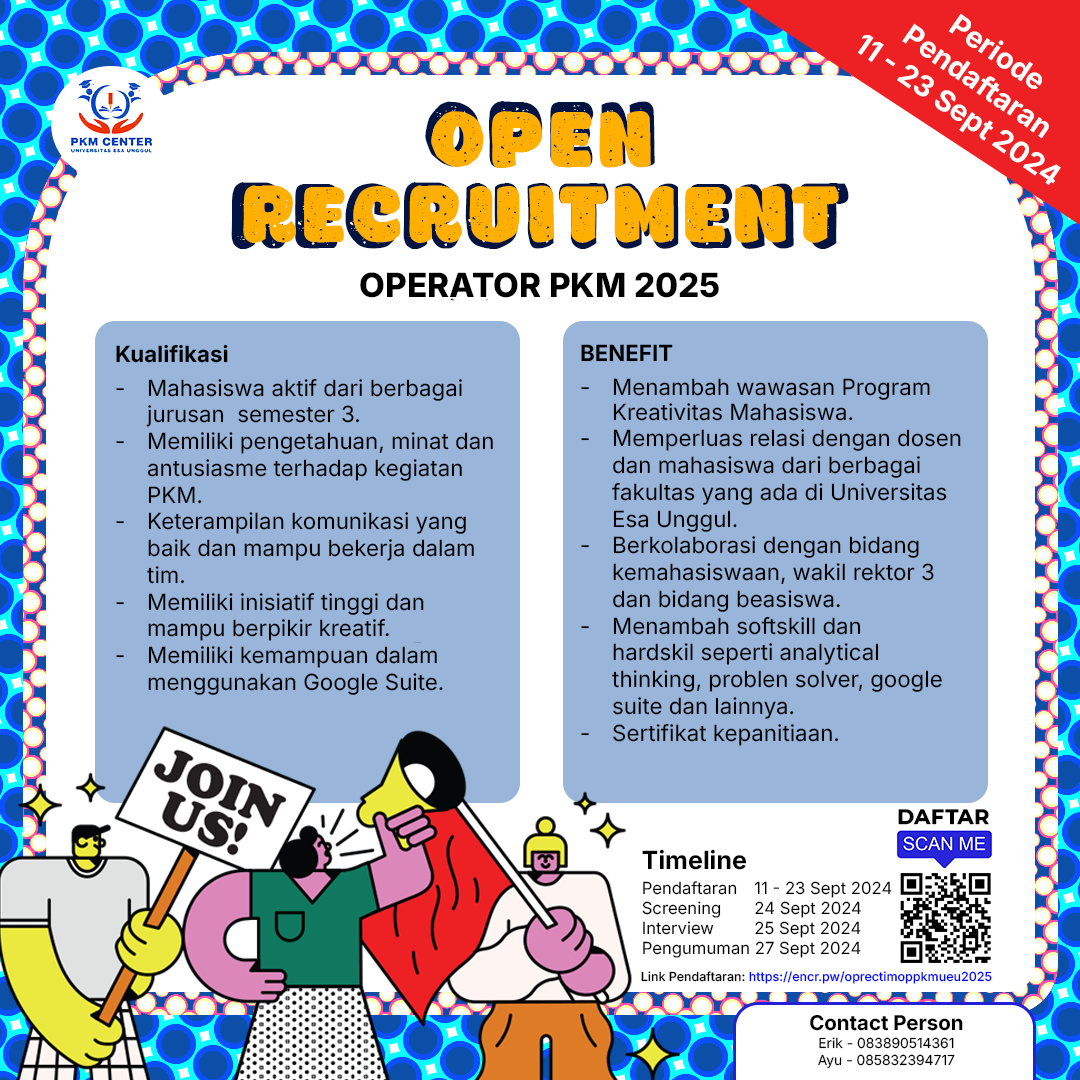 PKM CENTER
UNIVERSITAS ESA UNGGUL
Periode
Pendaftaran
11 - 23 Sept 2024
OPEN
RECRUITMENT
OPERATOR PKM 2025
Kualifikasi
- Mahasiswa aktif dari berbagai
jurusan semester 3.
- Memiliki pengetahuan, minat dan
antusiasme terhadap kegiatan
PKM.
- Keterampilan komunikasi yang
baik dan mampu bekerja dalam
tim.
- Memiliki inisiatif tinggi dan
mampu berpikir kreatif.
- Memiliki kemampuan dalam
menggunakan Google Suite.
BENEFIT
- Menambah wawasan Program
Kreativitas Mahasiswa.
- Memperluas relasi dengan dosen
dan mahasiswa dari berbagai
fakultas yang ada di Universitas
Esa Unggul.
- Berkolaborasi dengan bidang
kemahasiswaan, wakil rektor 3
dan bidang beasiswa.
- Menambah softskill dan
hardskil seperti analytical
thinking, problen solver, google
suite dan lainnya.
- Sertifikat kepanitiaan.
JOIN
US!
DAFTAR
SCAN ME
Timeline
Pendaftaran 11 - 23 Sept 2024
Screening 24 Sept 2024
Interview 25 Sept 2024
Pengumuman 27 Sept 2024
Link Pendaftaran: https://encr.pw/oprectimoppkmueu2025
Contact Person
Erik - 083890514361
Ayu - 085832394717